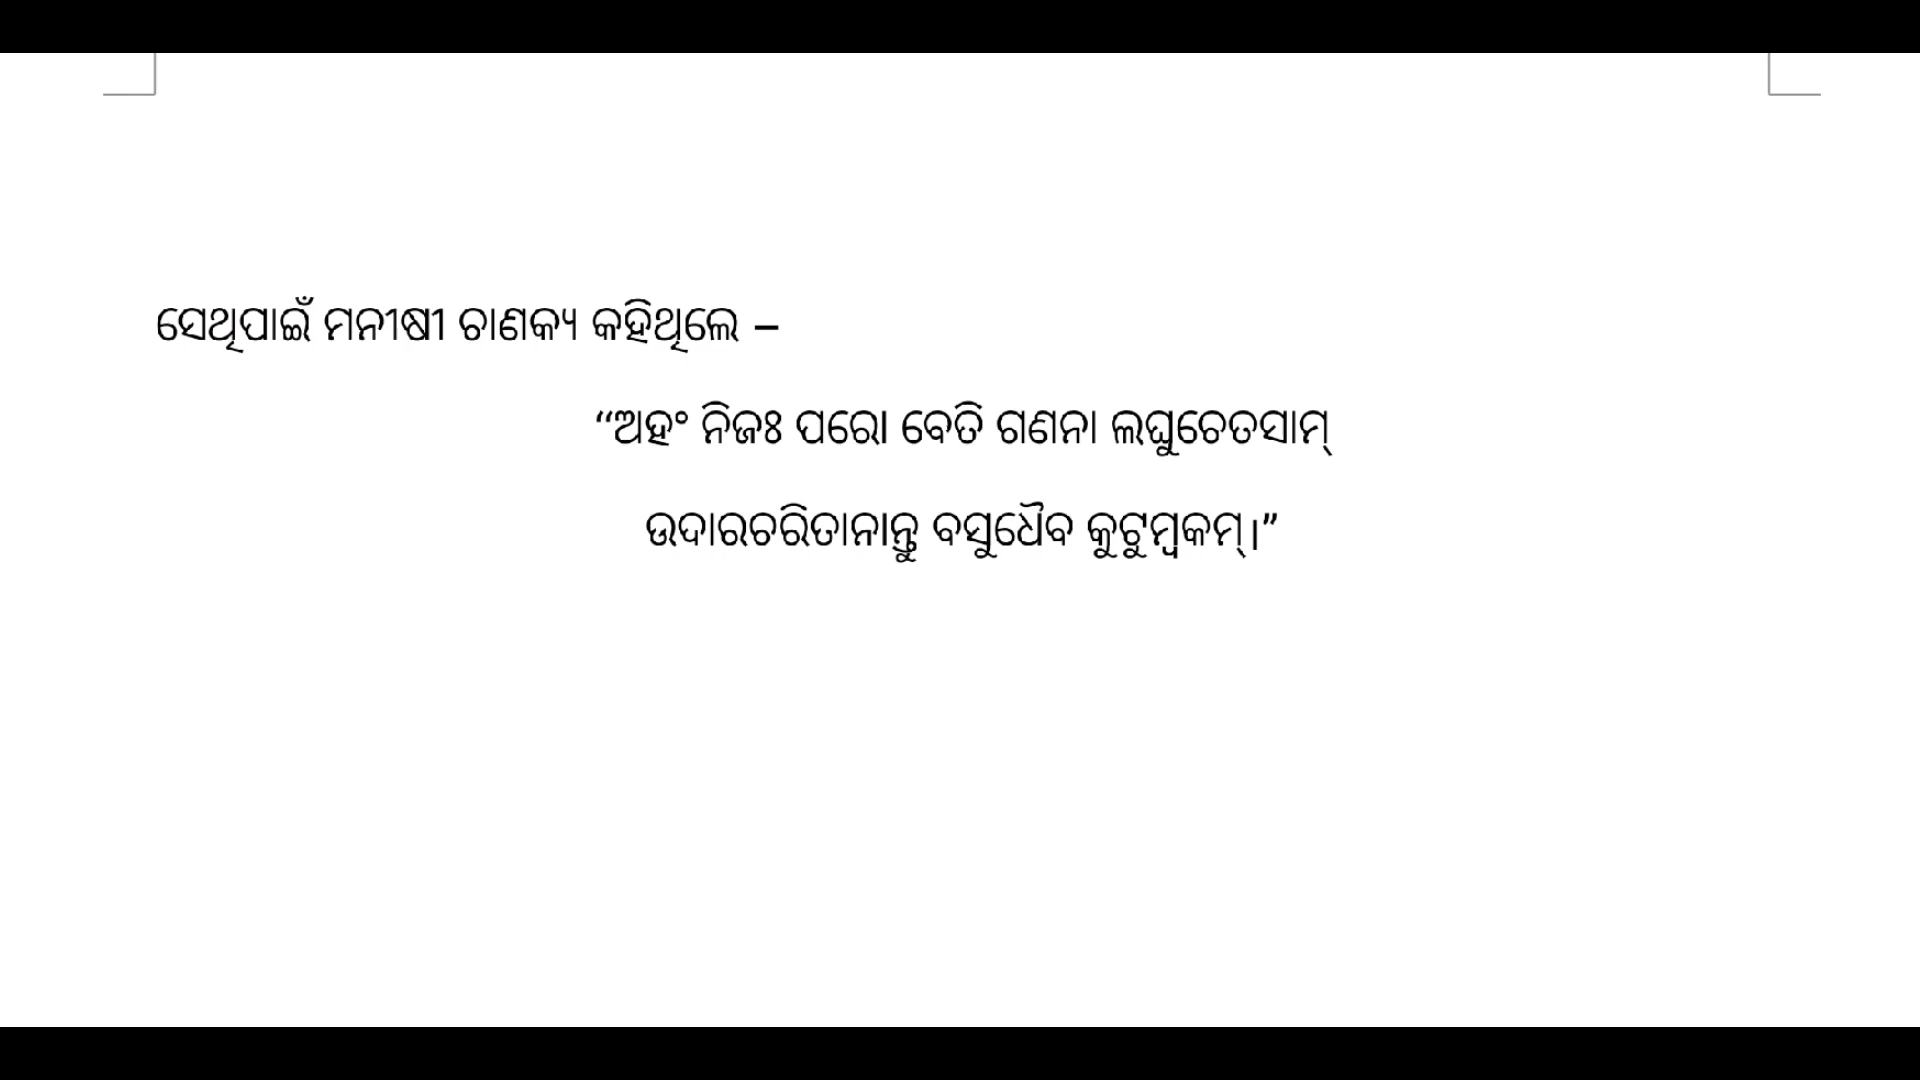 ସେଥିପାଇଁ ମନୀଷୀ ଚାଣକ୍ୟ କହିଥିଲେ –
“ଅହଂ ନିଜଃ ପରୋ ବେତି ଗଣନା ଲଘୁଚେତସାମ୍
ଉଦାରଚରିତାନାନ୍ତୁ ବସୁଧୈବ କୁଟୁମ୍ବକମ୍।”